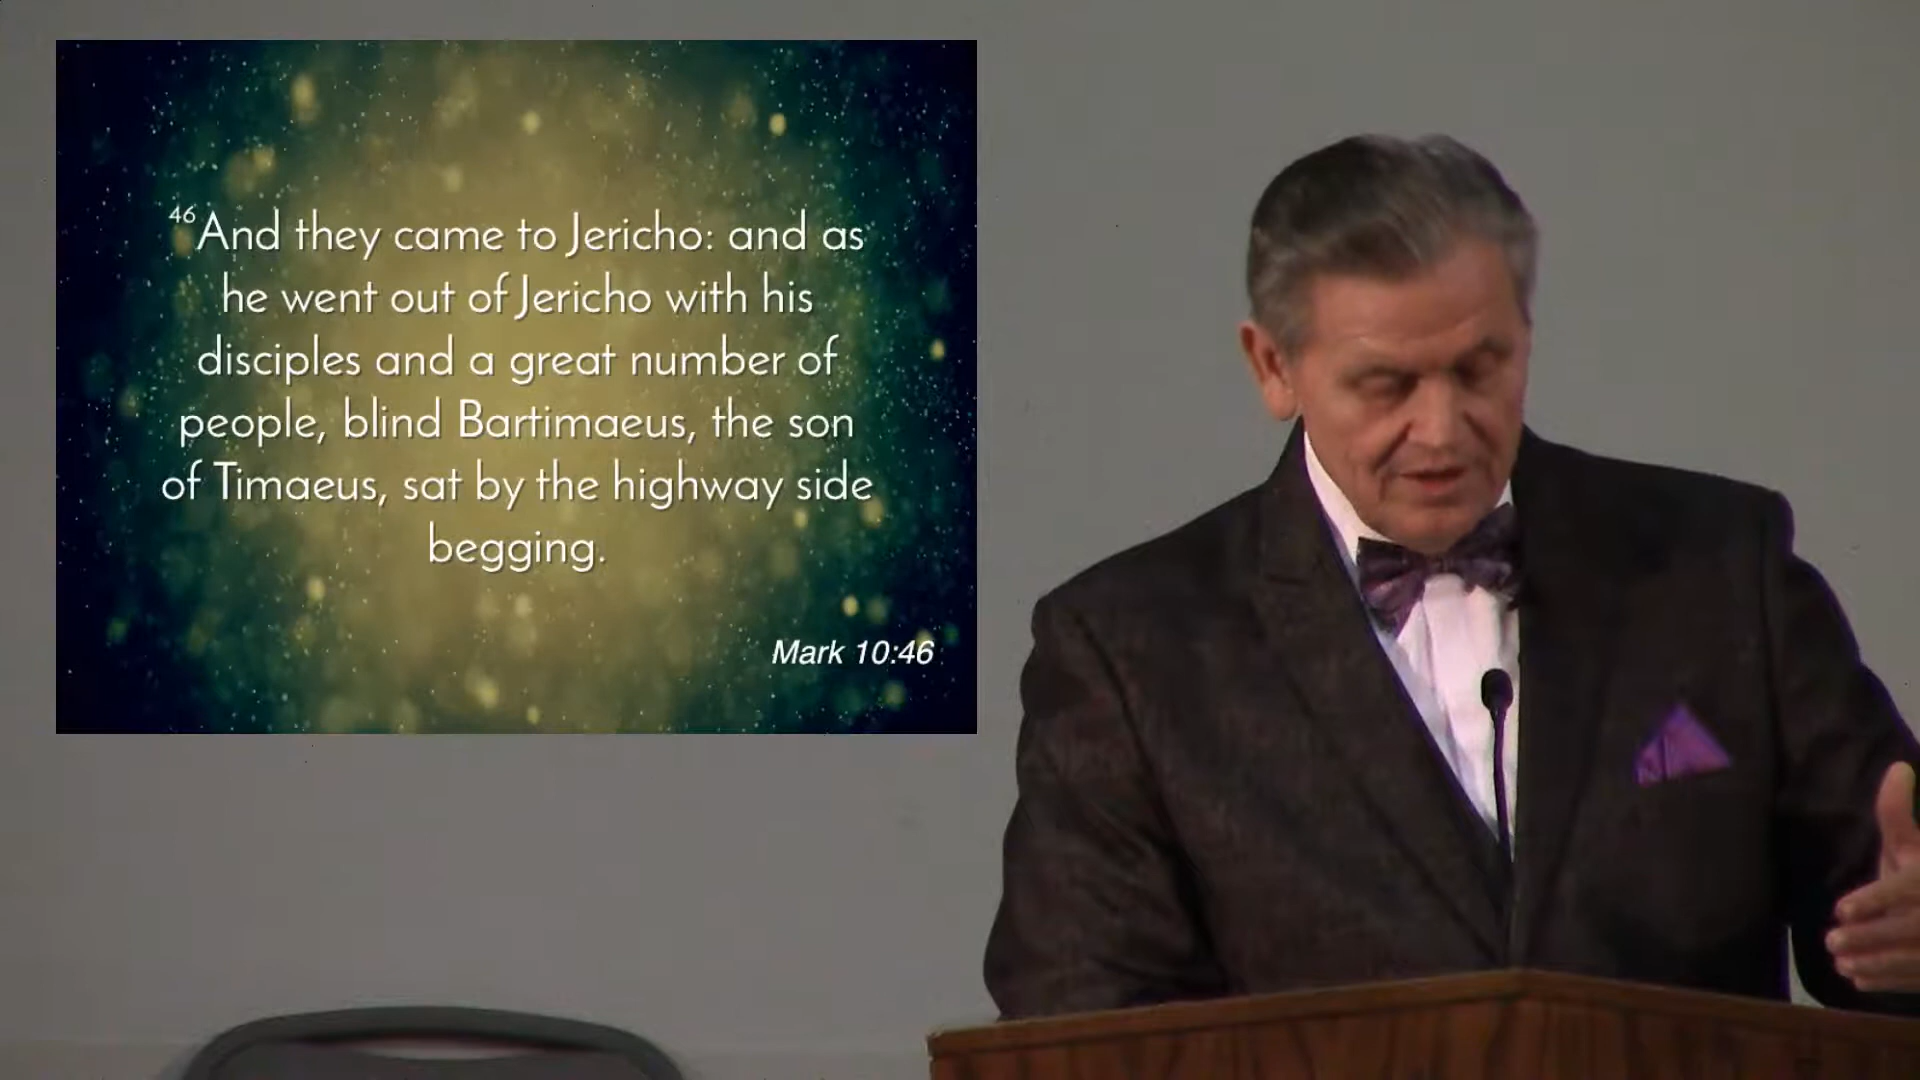 46And they came to Jericho: and as
he went out of Jericho with his
disciples and a great number of
people, blind Bartimaeus, the son
of Timaeus, sat by the highway side
begging.
Mark 10:46